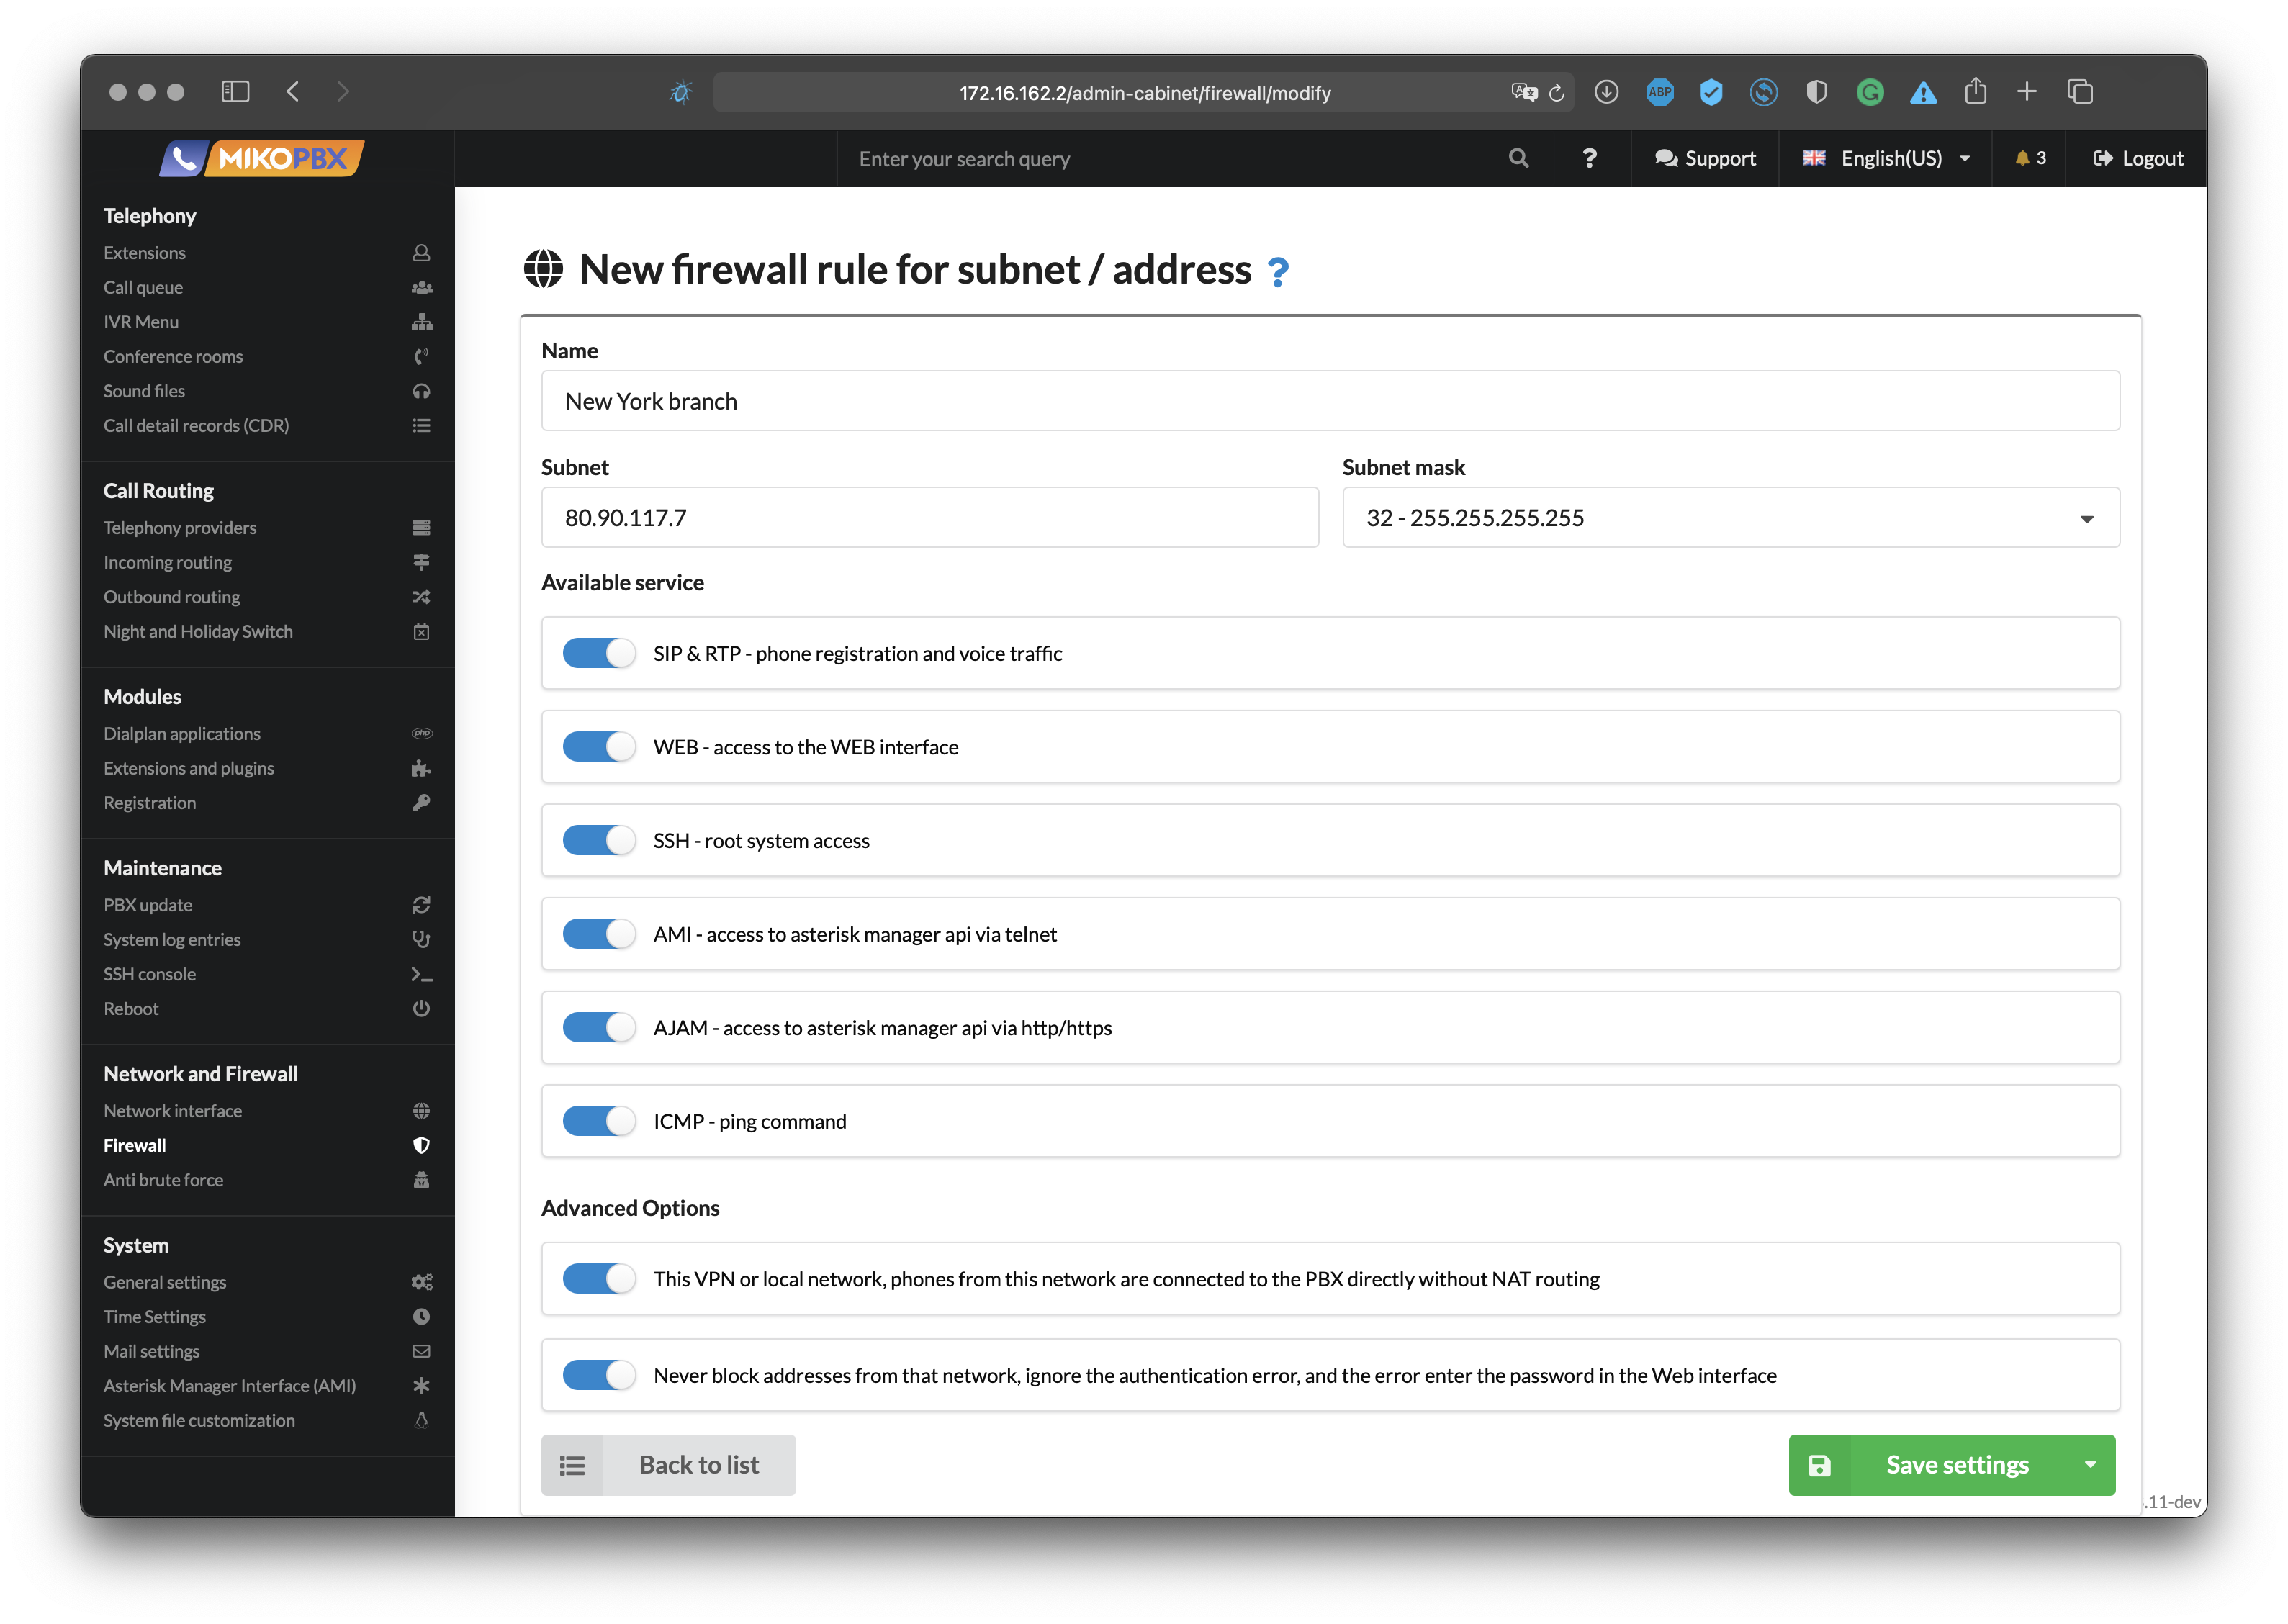 172.16.162.2/admin-cabinet/firewall/modify
ABP
MIKOPBX
Enter your search query
?
Support
English(US)
3
Logout
Telephony
Extensions
Call queue
IVR Menu
Conference rooms
Sound files
Call detail records (CDR)
Call Routing
Telephony providers
Incoming routing
Outbound routing
Night and Holiday Switch
Modules
Dialplan applications
php
Extensions and plugins
Registration
Maintenance
PBX update
System log entries
SSH console
Reboot
Network and Firewall
Network interface
Firewall
Anti brute force
System
General settings
Time Settings
Mail settings
Asterisk Manager Interface (AMI)
System file customization
New firewall rule for subnet / address ?
Name
New York branch
Subnet
Subnet mask
80.90.117.7
32 - 255.255.255.255
Available service
SIP & RTP - phone registration and voice traffic
WEB - access to the WEB interface
SSH - root system access
AMI - access to asterisk manager api via telnet
AJAM - access to asterisk manager api via http/https
ICMP - ping command
Advanced Options
This VPN or local network, phones from this network are connected to the PBX directly without NAT routing
Never block addresses from that network, ignore the authentication error, and the error enter the password in the Web interface
Back to list
Save settings
.11-dev